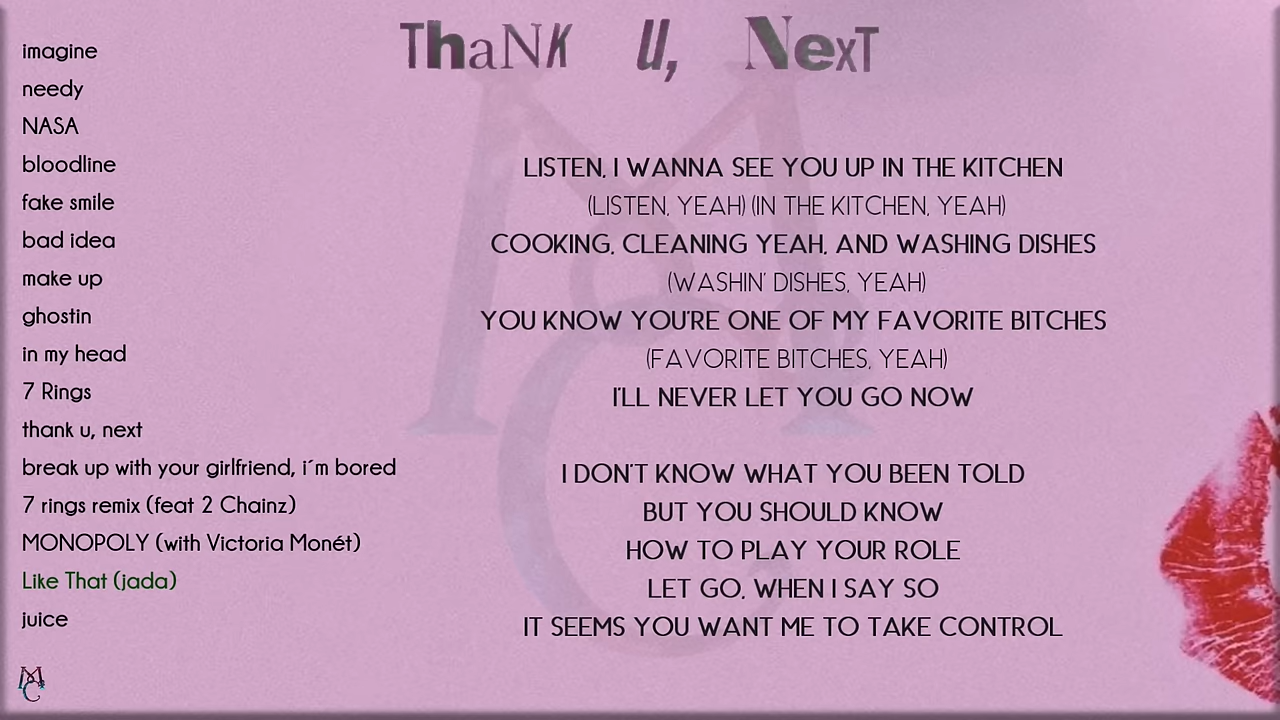 Thank u, Next
imagine
needy
NASA
bloodline
fake smile
bad idea
make up
ghostin
in my head
7 Rings
thank u, next
break up with your girlfriend, i´m bored
7 rings remix (feat 2 Chainz)
MONOPOLY (with Victoria Monét)
Like That (jada)
juice
LISTEN, I WANNA SEE YOU UP IN THE KITCHEN
(LISTEN, YEAH) (IN THE KITCHEN, YEAH)
COOKING, CLEANING YEAH, AND WASHING DISHES
(WASHIN' DISHES, YEAH)
YOU KNOW YOU'RE ONE OF MY FAVORITE BITCHES
(FAVORITE BITCHES, YEAH)
I'LL NEVER LET YOU GO NOW
I DON'T KNOW WHAT YOU BEEN TOLD
BUT YOU SHOULD KNOW
HOW TO PLAY YOUR ROLE
LET GO, WHEN I SAY SO
IT SEEMS YOU WANT ME TO TAKE CONTROL
MC